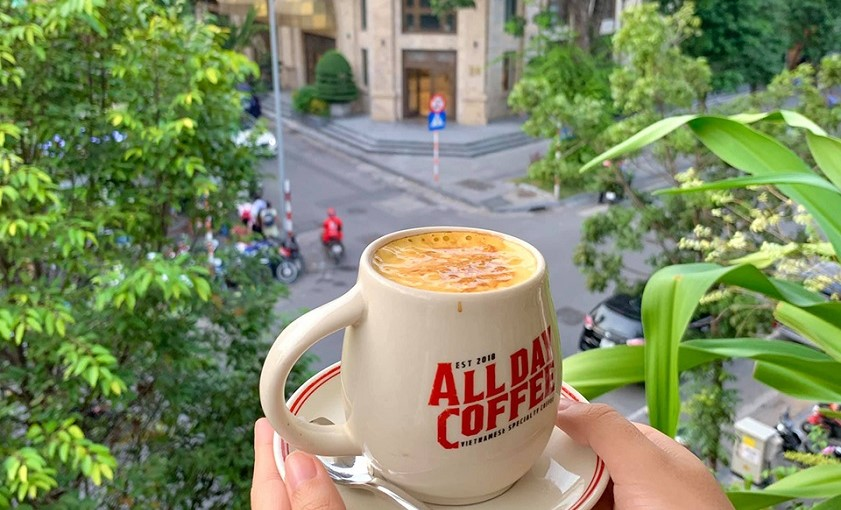 EST 2018
ALL DAY
COFFEE
VIETNAMESE SPECIALTY COFFEE